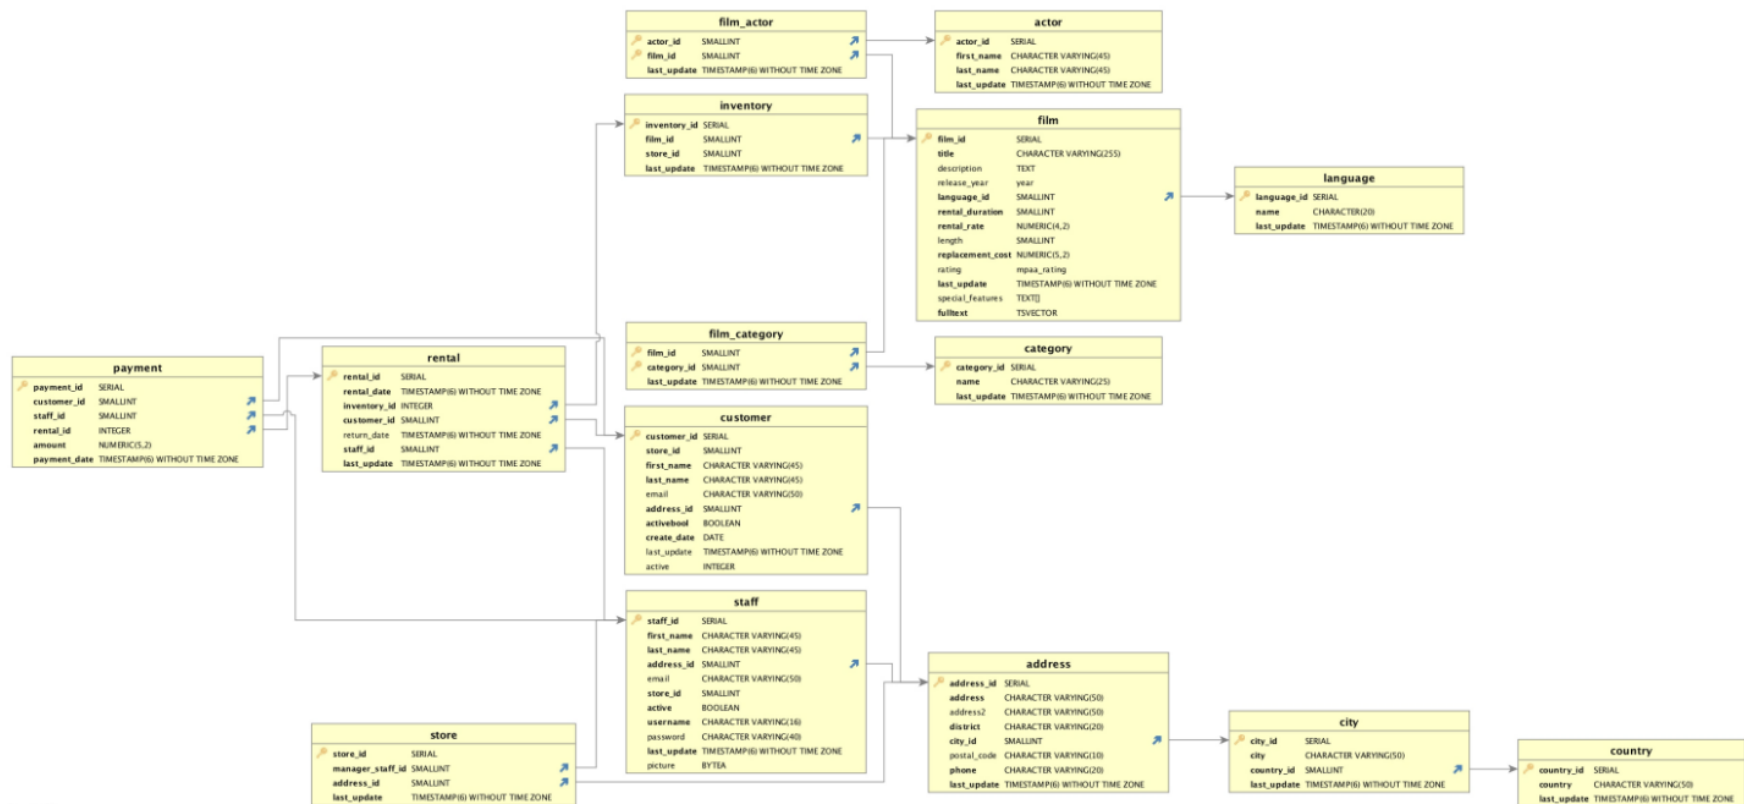 film_actor
actor_id SMALLINT
film_id SMALLINT
last_update TIMESTAMP(6) WITHOUT TIME ZONE
actor
actor_id SERIAL
first_name CHARACTER VARYING(45)
last_name CHARACTER VARYING(45)
last_update TIMESTAMP(6) WITHOUT TIME ZONE
inventory
inventory_id SERIAL
film_id SMALLINT
store_id SMALLINT
last_update TIMESTAMP(6) WITHOUT TIME ZONE
film
film_id SERIAL
title CHARACTER VARYING(255)
description TEXT
release_year year
language_id SMALLINT
rental_duration SMALLINT
rental_rate NUMERIC(4,2)
length SMALLINT
replacement_cost NUMERIC(5,2)
rating mpaa_rating
last_update TIMESTAMP(6) WITHOUT TIME ZONE
special_features TEXT[]
fulltext TSVECTOR
language
language_id SERIAL
name CHARACTER(20)
last_update TIMESTAMP(6) WITHOUT TIME ZONE
film_category
film_id SMALLINT
category_id SMALLINT
last_update TIMESTAMP(6) WITHOUT TIME ZONE
category
category_id SERIAL
name CHARACTER VARYING(25)
last_update TIMESTAMP(6) WITHOUT TIME ZONE
payment
payment_id SERIAL
customer_id SMALLINT
staff_id SMALLINT
rental_id INTEGER
amount NUMERIC(5,2)
payment_date TIMESTAMP(6) WITHOUT TIME ZONE
rental
rental_id SERIAL
rental_date TIMESTAMP(6) WITHOUT TIME ZONE
inventory_id INTEGER
customer_id SMALLINT
return_date TIMESTAMP(6) WITHOUT TIME ZONE
staff_id SMALLINT
last_update TIMESTAMP(6) WITHOUT TIME ZONE
customer
customer_id SERIAL
store_id SMALLINT
first_name CHARACTER VARYING(45)
last_name CHARACTER VARYING(45)
email CHARACTER VARYING(50)
address_id SMALLINT
activebool BOOLEAN
create_date DATE
last_update TIMESTAMP(6) WITHOUT TIME ZONE
active INTEGER
staff
staff_id SERIAL
first_name CHARACTER VARYING(45)
last_name CHARACTER VARYING(45)
address_id SMALLINT
email CHARACTER VARYING(50)
store_id SMALLINT
active BOOLEAN
username CHARACTER VARYING(16)
password CHARACTER VARYING(40)
last_update TIMESTAMP(6) WITHOUT TIME ZONE
picture BYTEA
store
store_id SERIAL
manager_staff_id SMALLINT
address_id SMALLINT
last_update TIMESTAMP(6) WITHOUT TIME ZONE
address
address_id SERIAL
address CHARACTER VARYING(50)
address2 CHARACTER VARYING(50)
district CHARACTER VARYING(20)
city_id SMALLINT
postal_code CHARACTER VARYING(10)
phone CHARACTER VARYING(20)
last_update TIMESTAMP(6) WITHOUT TIME ZONE
city
city_id SERIAL
city CHARACTER VARYING(50)
country_id SMALLINT
last_update TIMESTAMP(6) WITHOUT TIME ZONE
country
country_id SERIAL
country CHARACTER VARYING(50)
last_update TIMESTAMP(6) WITHOUT TIME ZONE